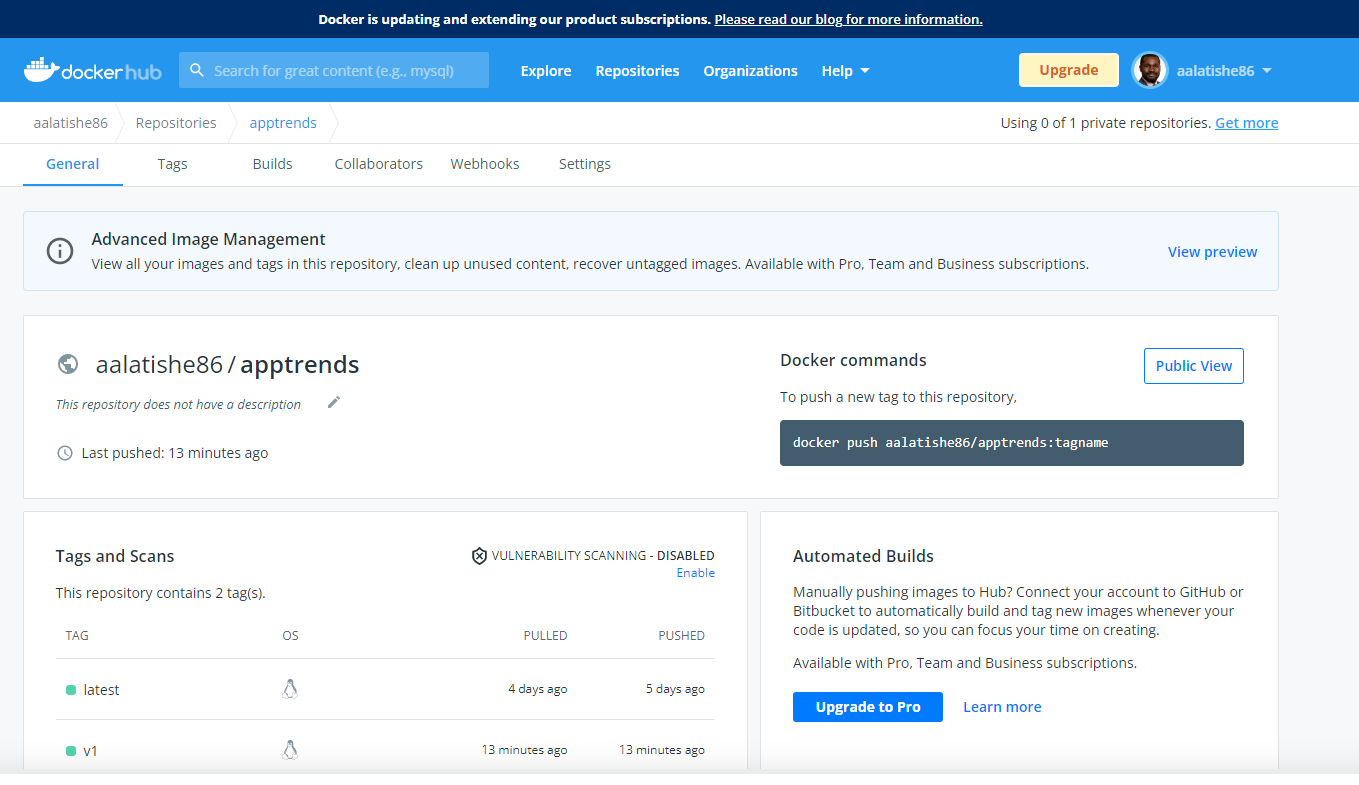 Docker is updating and extending our product subscriptions. Please read our blog for more information.
dockerhub
Search for great content (e.g., mysql)
Explore
Repositories
Organizations
Help
Upgrade
aalatishe86
aalatishe86
Repositories
apptrends
Using 0 of 1 private repositories. Get more
General
Tags
Builds
Collaborators
Webhooks
Settings
Advanced Image Management
View all your images and tags in this repository, clean up unused content, recover untagged images. Available with Pro, Team and Business subscriptions.
View preview
aalatishe86 / apptrends
This repository does not have a description
Last pushed: 13 minutes ago
Docker commands
Public View
To push a new tag to this repository,
docker push aalatishe86/apptrends:tagname
Tags and Scans
VULNERABILITY SCANNING - DISABLED
Enable
This repository contains 2 tag(s).
TAG OS PULLED PUSHED
latest 4 days ago 5 days ago
v1 13 minutes ago 13 minutes ago
Automated Builds
Manually pushing images to Hub? Connect your account to GitHub or
Bitbucket to automatically build and tag new images whenever your
code is updated, so you can focus your time on creating.
Available with Pro, Team and Business subscriptions.
Upgrade to Pro
Learn more